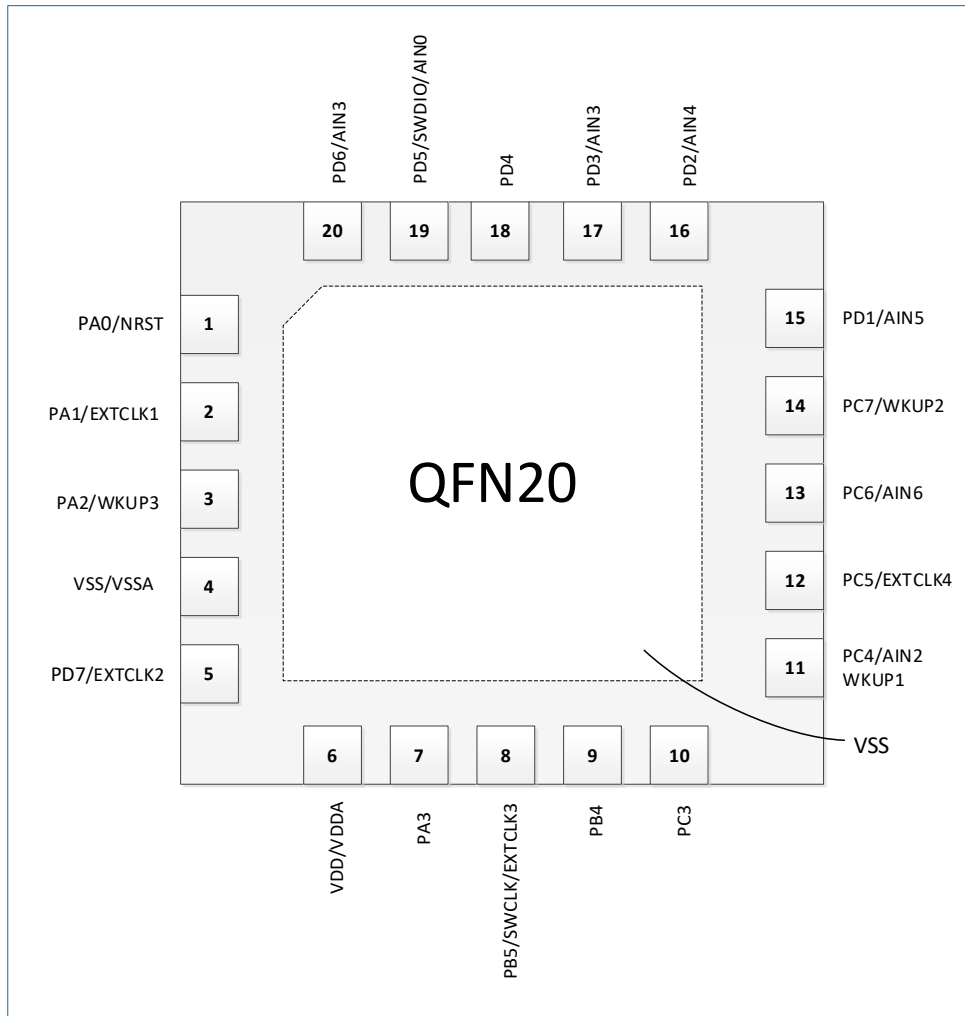 PD6/AIN3
PD5/SWDIO/AIN0
PD4
PD3/AIN3
PD2/AIN4
20
19
18
17
16
PA0/NRST
1
15
PD1/AIN5
PA1/EXTCLK1
2
14
PC7/WKUP2
QFN20
PA2/WKUP3
3
13
PC6/AIN6
VSS/VSSA
4
12
PC5/EXTCLK4
PD7/EXTCLK2
5
11
PC4/AIN2
WKUP1
VSS
6
7
8
9
10
VDD/VDDA
PA3
PB5/SWCLK/EXTCLK3
PB4
PC3